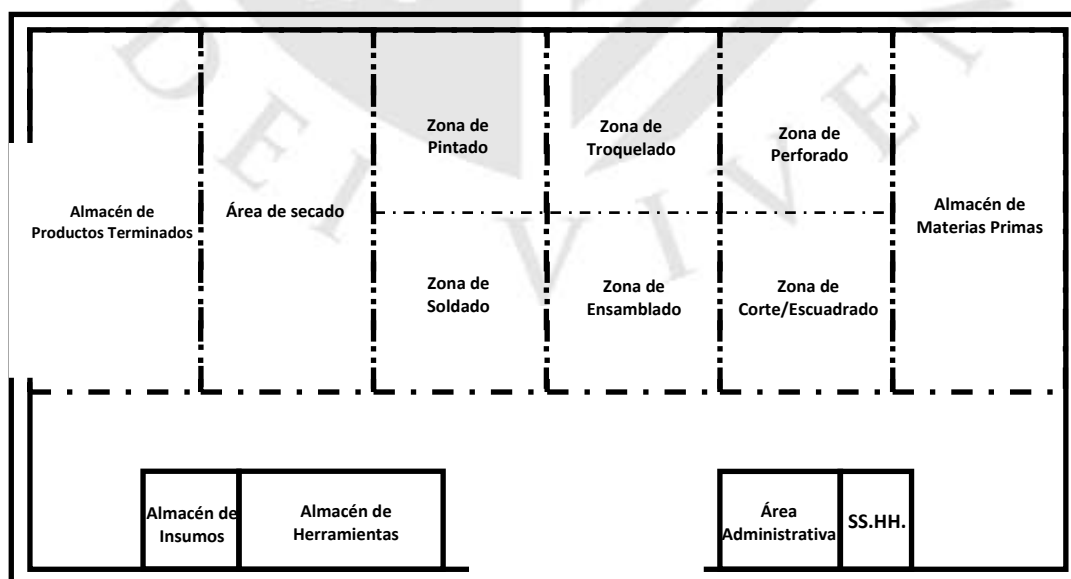 Zona de
Pintado
Zona de
Troquelado
Zona de
Perforado
Almacén de
Productos Terminados
Área de secado
Almacén de
Materias Primas
Zona de
Soldado
Zona de
Ensamblado
Zona de
Corte/Escuadrado
Almacén de
Insumos
Almacén de
Herramientas
Área
Administrativa
SS.HH.
DEI VIVEN